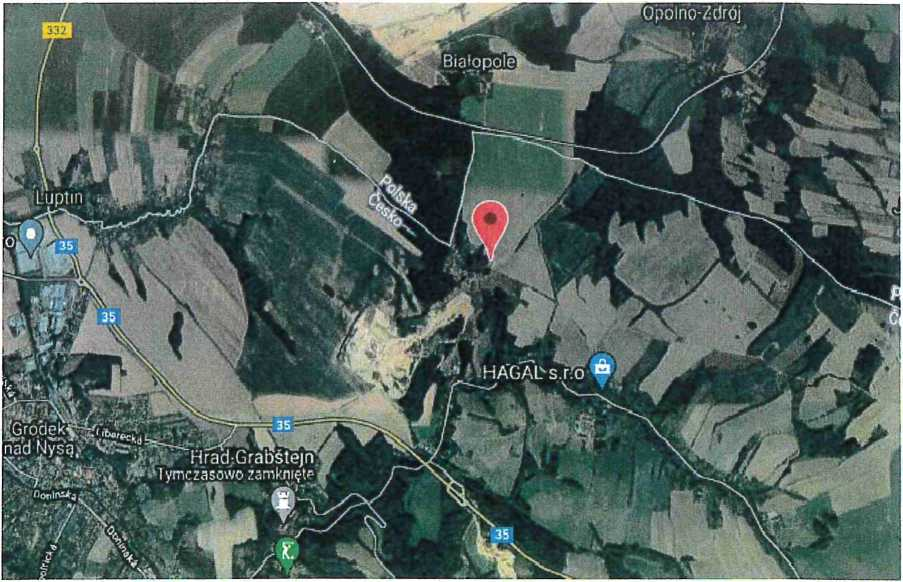 332
Opolno-Zdrój
Białopole
Polska
Česko
Luptin
35
35
HAGAL s.r.o
35
Grodek
nad Nysą
Liberecká
Hrad Grabštejn
Tymczasowo zamknięte
Donínská
Donínská
35